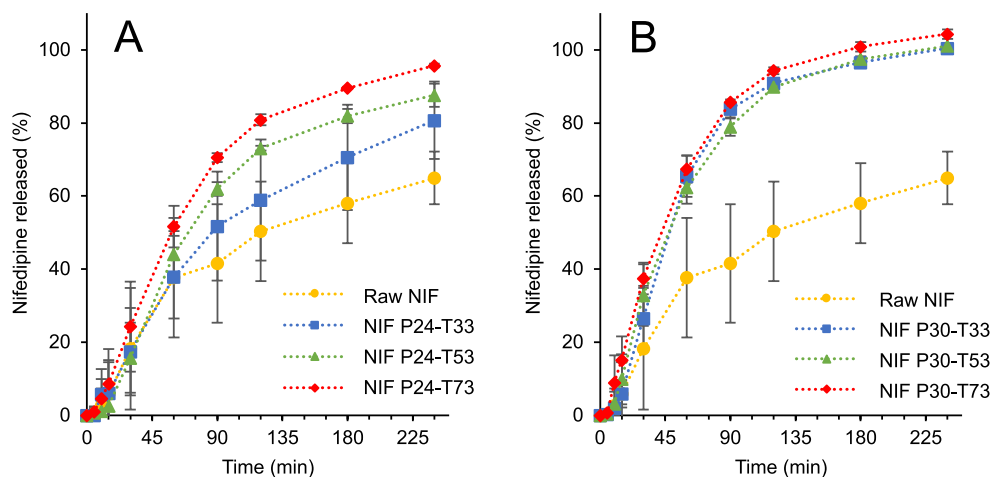 A
Nifedipine released (%)
100
80
60
40
20
0
0 45 90 135 180 225
Time (min)
Raw NIF
NIF P24-T33
NIF P24-T53
NIF P24-T73
B
Nifedipine released (%)
100
80
60
40
20
0
0 45 90 135 180 225
Time (min)
Raw NIF
NIF P30-T33
NIF P30-T53
NIF P30-T73